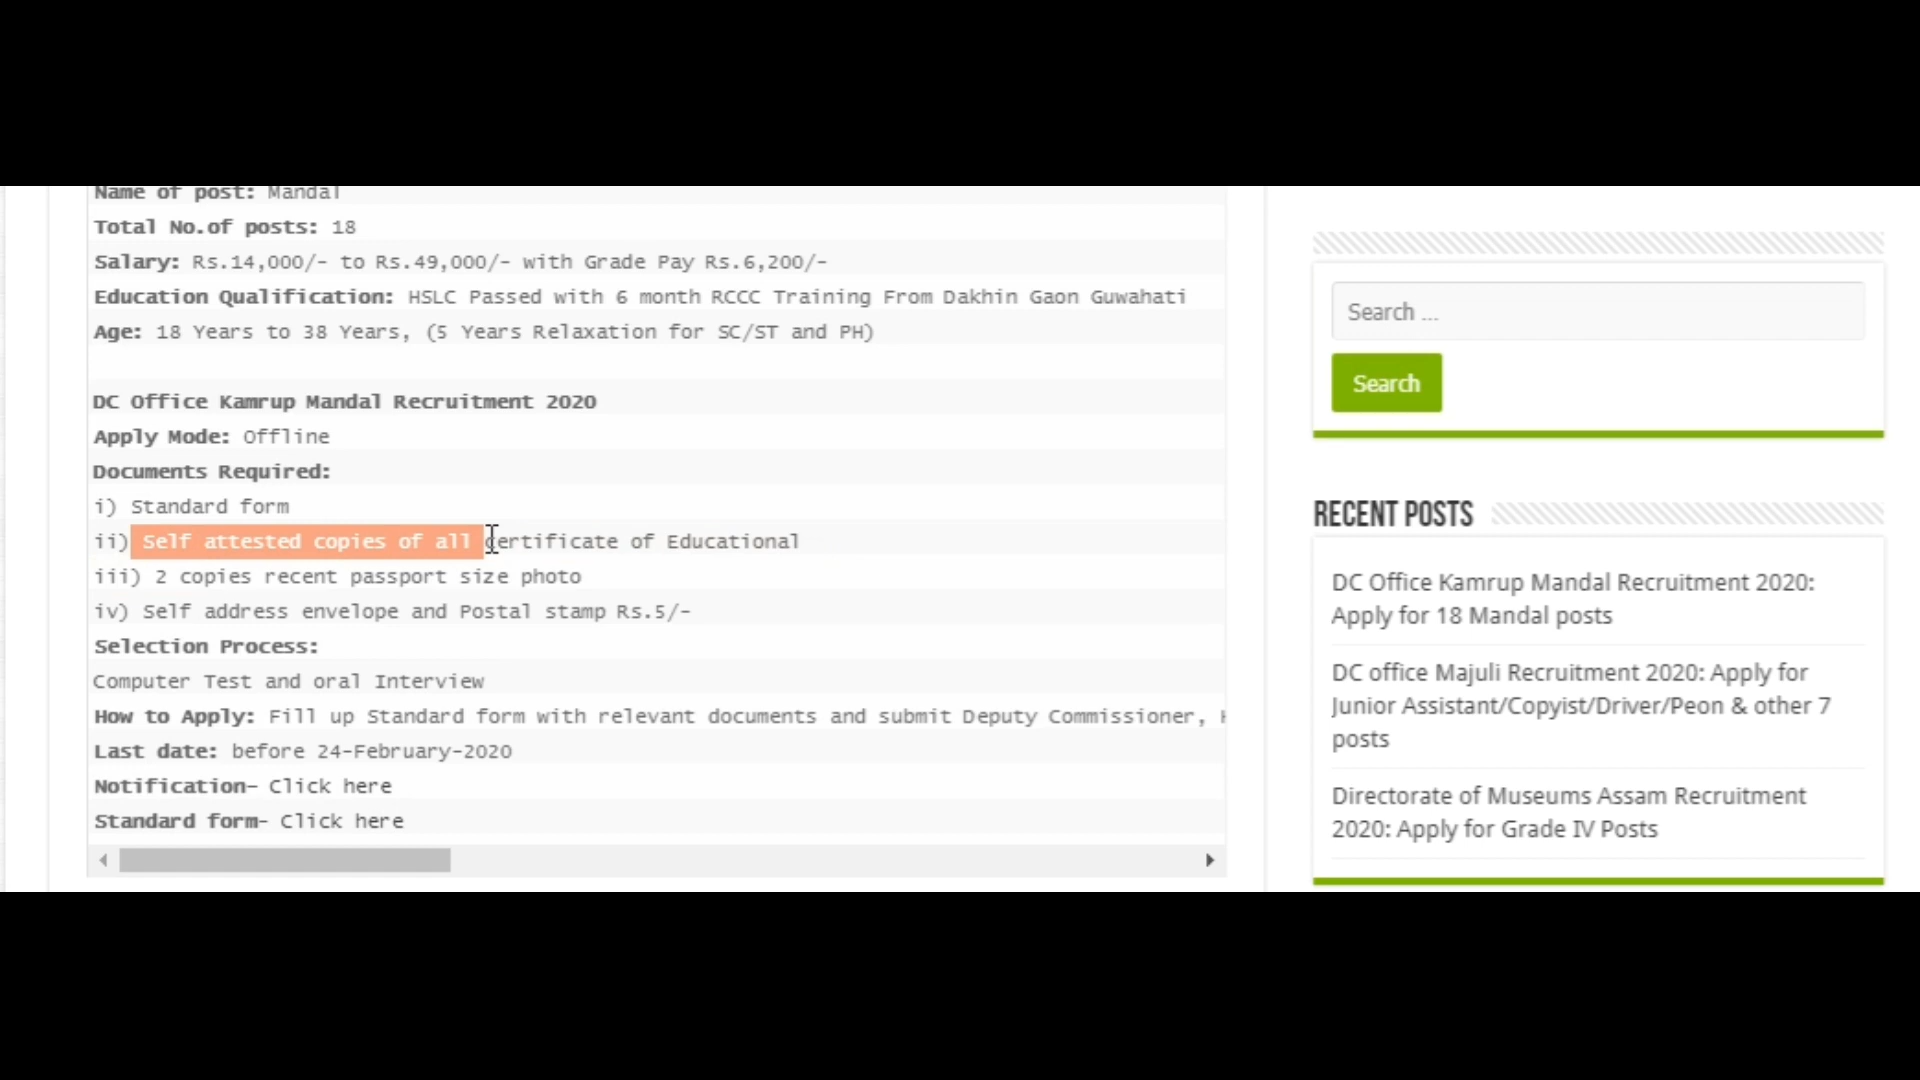 Name of post: Mandal
Total No.of posts: 18
Salary: Rs.14,000/- to Rs.49,000/- with Grade Pay Rs.6,200/-
Education Qualification: HSLC Passed with 6 month RCCC Training From Dakhin Gaon Guwahati
Age: 18 Years to 38 Years, (5 Years Relaxation for SC/ST and PH)
DC Office Kamrup Mandal Recruitment 2020
Apply Mode: Offline
Documents Required:
i) Standard form
ii) Self attested copies of all certificate of Educational
iii) 2 copies recent passport size photo
iv) Self address envelope and Postal stamp Rs.5/-
Selection Process:
Computer Test and oral Interview
How to Apply: Fill up Standard form with relevant documents and submit Deputy Commissioner,
Last date: before 24-February-2020
Notification- Click here
Standard form- Click here
Search ...
Search
RECENT POSTS
DC Office Kamrup Mandal Recruitment 2020:
Apply for 18 Mandal posts
DC office Majuli Recruitment 2020: Apply for
Junior Assistant/Copyist/Driver/Peon & other 7
posts
Directorate of Museums Assam Recruitment
2020: Apply for Grade IV Posts